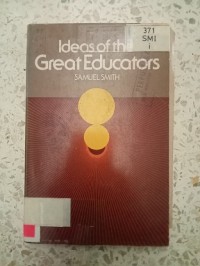 Ideas of the
Great Educators
SAMUEL SMITH
371
SMI
i